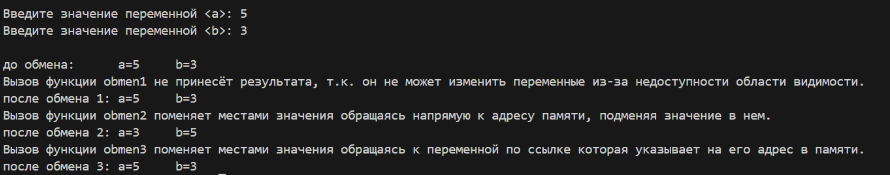 Введите значение переменной <a>: 5
Введите значение переменной <b>: 3
до обмена: a=5 b=3
Вызов функции obmen1 не принесёт результата, т.к. он не может изменить переменные из-за недоступности области видимости.
после обмена 1: a=5 b=3
Вызов функции obmen2 поменяет местами значения обращаясь напрямую к адресу памяти, подменяя значение в нем.
после обмена 2: a=3 b=5
Вызов функции obmen3 поменяет местами значения обращаясь к переменной по ссылке которая указывает на его адрес в памяти.
после обмена 3: a=5 b=3